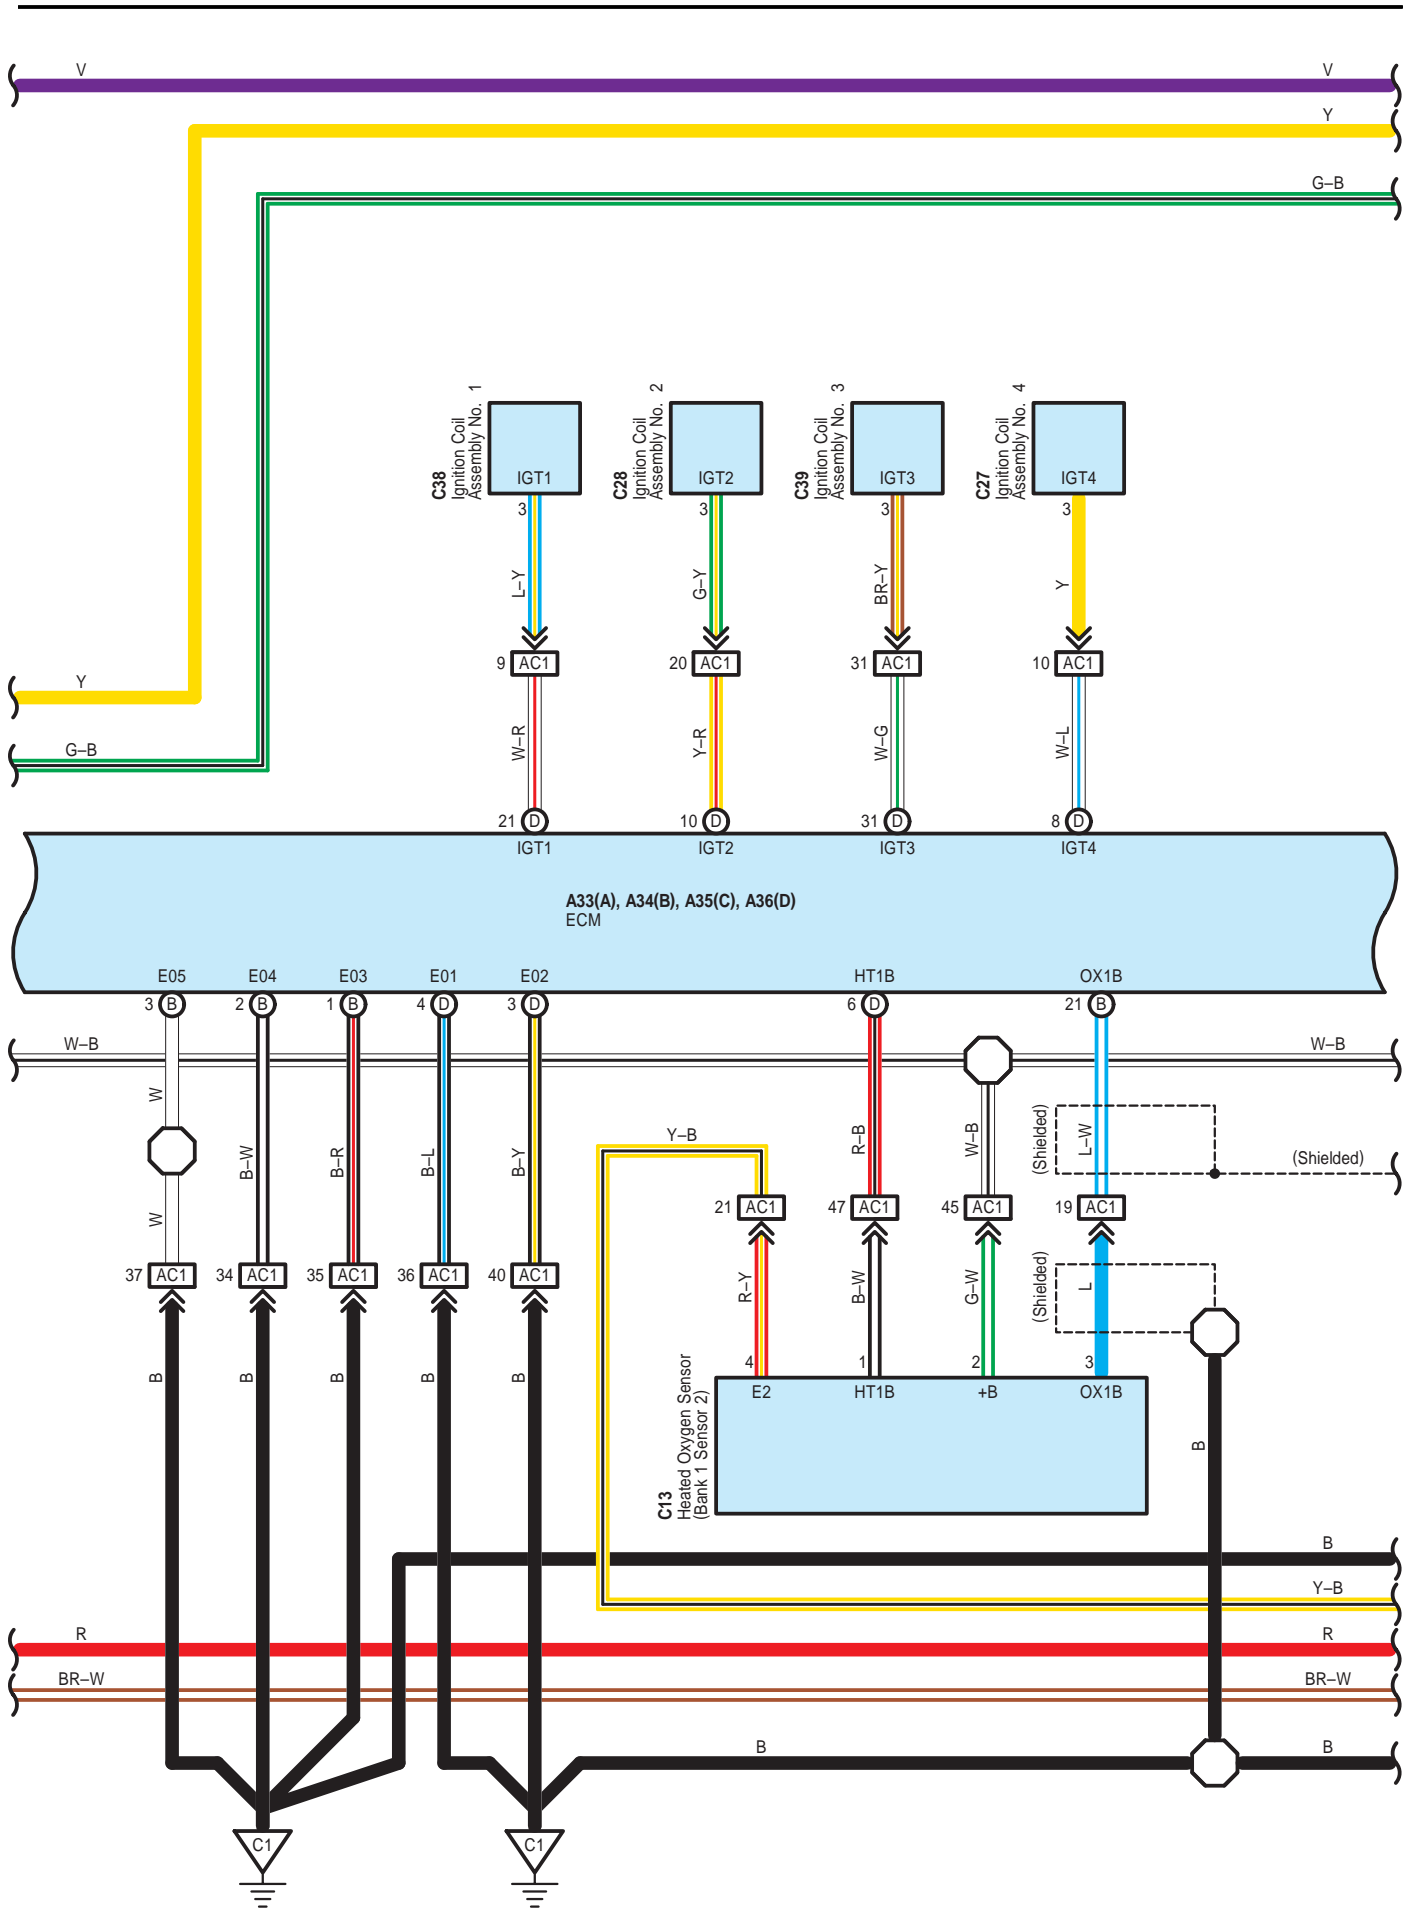 V V
Y
G–B
C38 Ignition Coil Assembly No. 1
C28 Ignition Coil Assembly No. 2
C39 Ignition Coil Assembly No. 3
C27 Ignition Coil Assembly No. 4
IGT1 IGT2 IGT3 IGT4
3 3 3 3
L–Y G–Y BR–Y Y
9 AC1 20 AC1 31 AC1 10 AC1
Y
W–R Y–R W–G W–L
G–B
21 D 10 D 31 D 8 D
IGT1 IGT2 IGT3 IGT4
A33(A), A34(B), A35(C), A36(D)
ECM
E05 E04 E03 E01 E02 HT1B OX1B
3 B 2 B 1 B 4 D 3 D 6 D 21 B
W–B W–B
W
(Shielded)
R–B W–B L–W
Y–B
B–W B–R B–L B–Y
(Shielded)
21 AC1 47 AC1 45 AC1 19 AC1
W
37 AC1 34 AC1 35 AC1 36 AC1 40 AC1
R–Y B–W G–W L
(Shielded)
4 1 2 3
B B B B B
E2 HT1B +B OX1B
C13
Heated Oxygen Sensor
(Bank 1 Sensor 2)
B
B
Y–B
R R
BR–W BR–W
B B
C1 C1